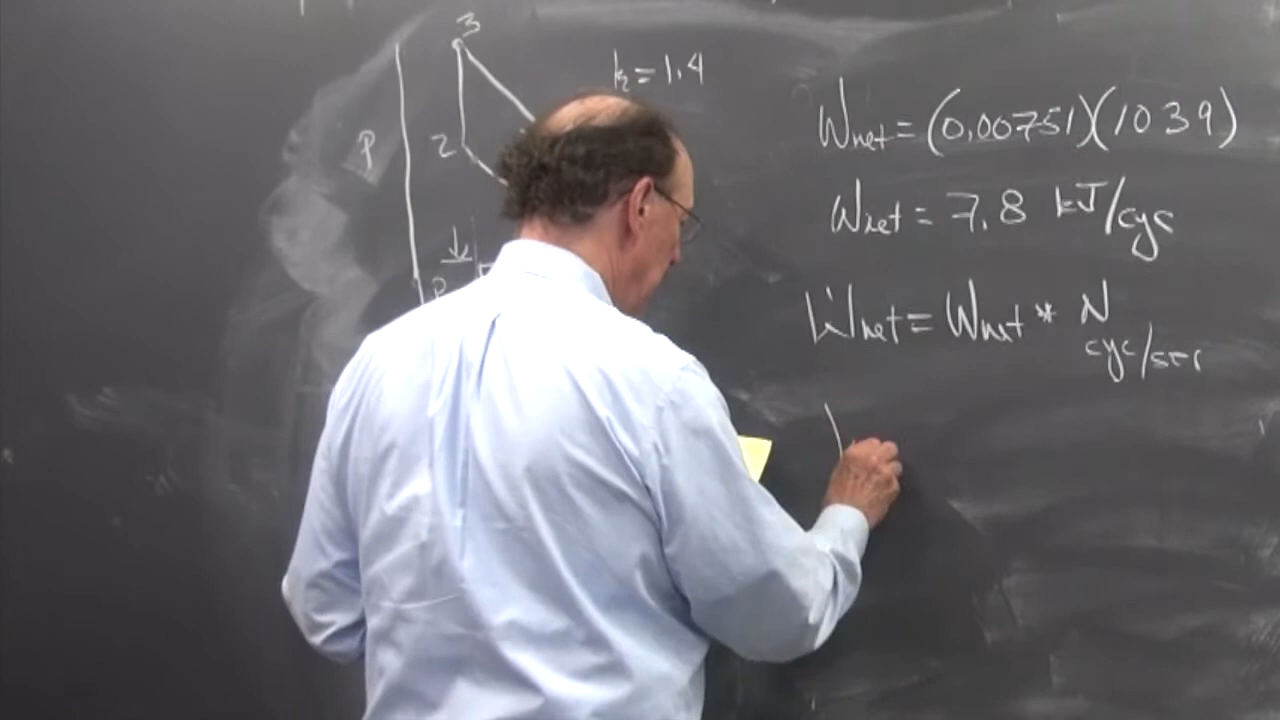 3
k = 1.4
P
2
P
Wnet = (0.00751)(1039)
Wnet = 7.8 kJ/cyc
Ẇnet = Wnet * N
cyc/sec